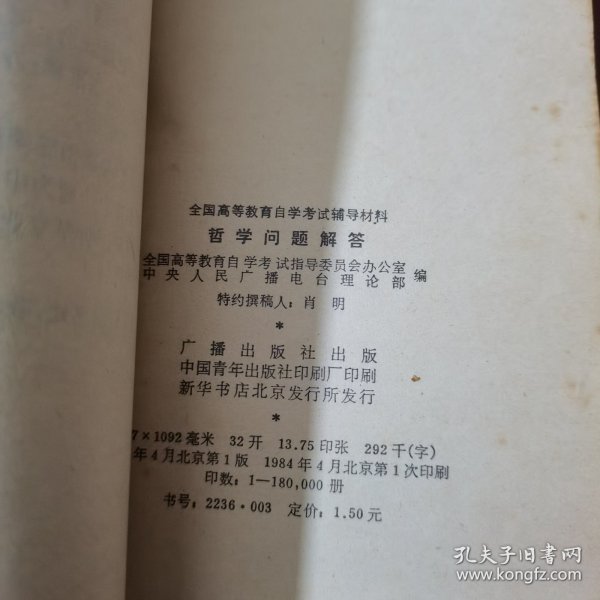 全国高等教育自学考试辅导材料
哲学问题解答
全国高等教育自学考试指导委员会办公室
中央人民广播电台理论部
编
特约撰稿人：肖明
*
广播出版社出版
中国青年出版社印刷厂印刷
新华书店北京发行所发行
*
7×1092毫米 32开 13.75印张 292千(字)
年4月北京第1版 1984年4月北京第1次印刷
印数：1—180,000册
书号：2236·003 定价：1.50元
孔夫子旧书网
www.kongfz.com